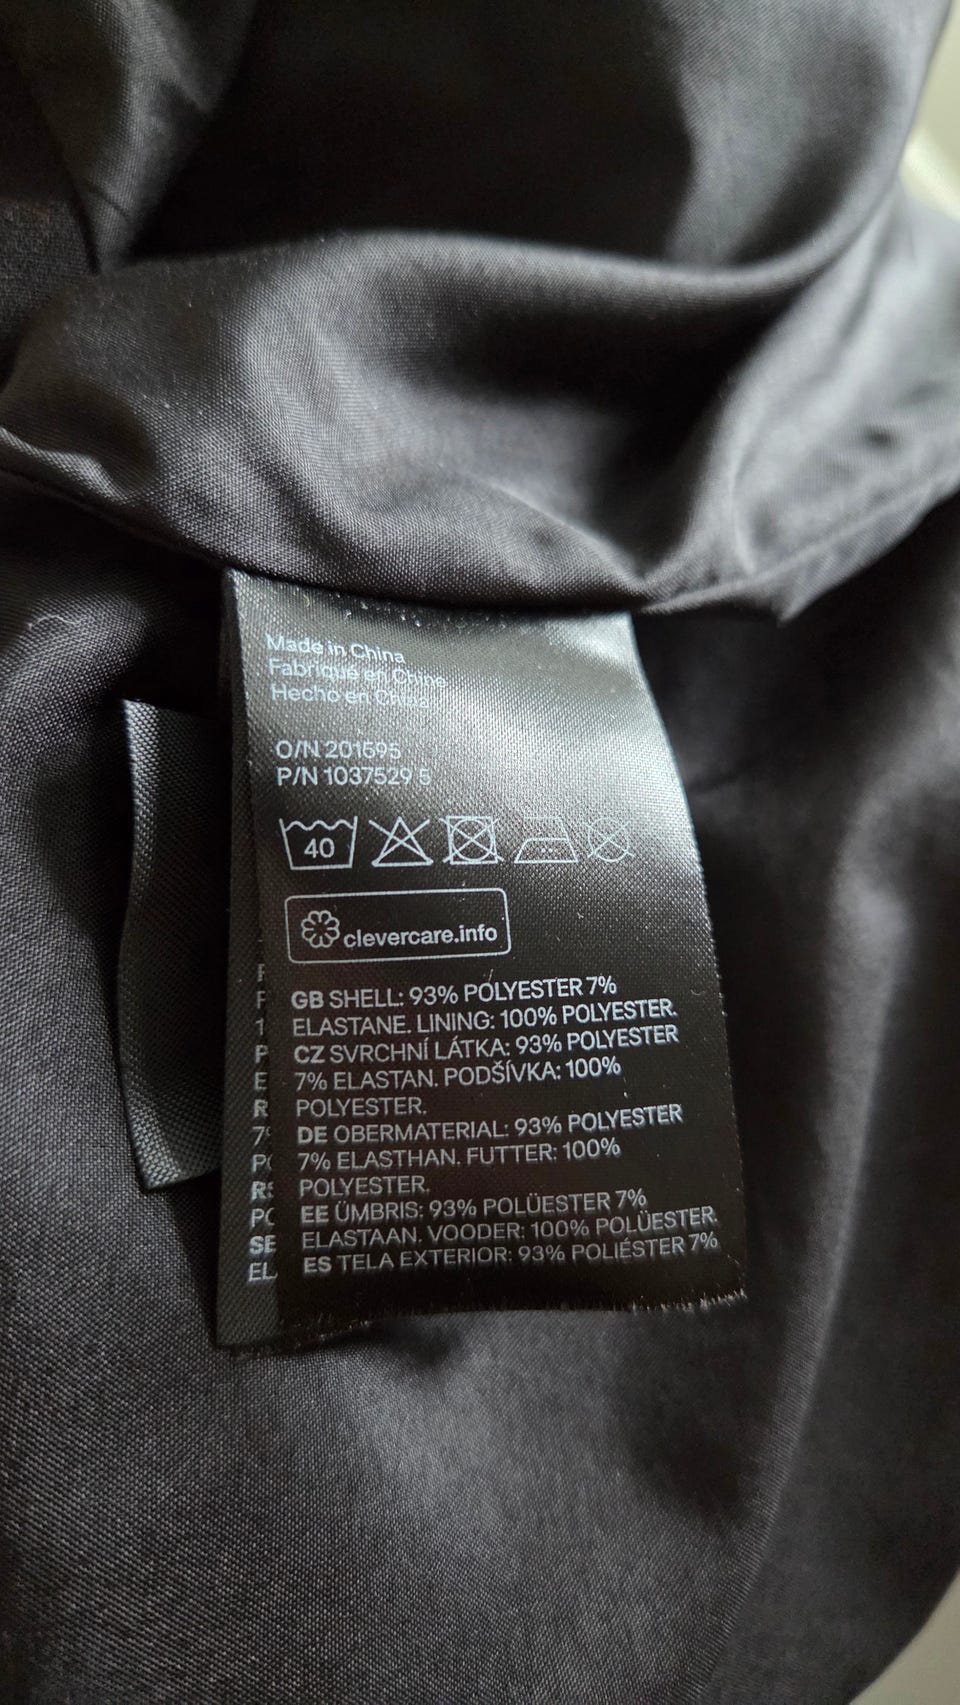 Made in China
Fabriqué en Chine
Hecho en China
O/N 201595
P/N 1037529 5
40
clevercare.info
GB SHELL: 93% POLYESTER 7%
ELASTANE. LINING: 100% POLYESTER.
CZ SVRCHNÍ LÁTKA: 93% POLYESTER
7% ELASTAN. PODŠÍVKA: 100%
POLYESTER.
DE OBERMATERIAL: 93% POLYESTER
7% ELASTHAN. FUTTER: 100%
POLYESTER.
EE ÜMBRIS: 93% POLÜESTER 7%
ELASTAAN. VOODER: 100% POLÜESTER.
ES TELA EXTERIOR: 93% POLIÉSTER 7%